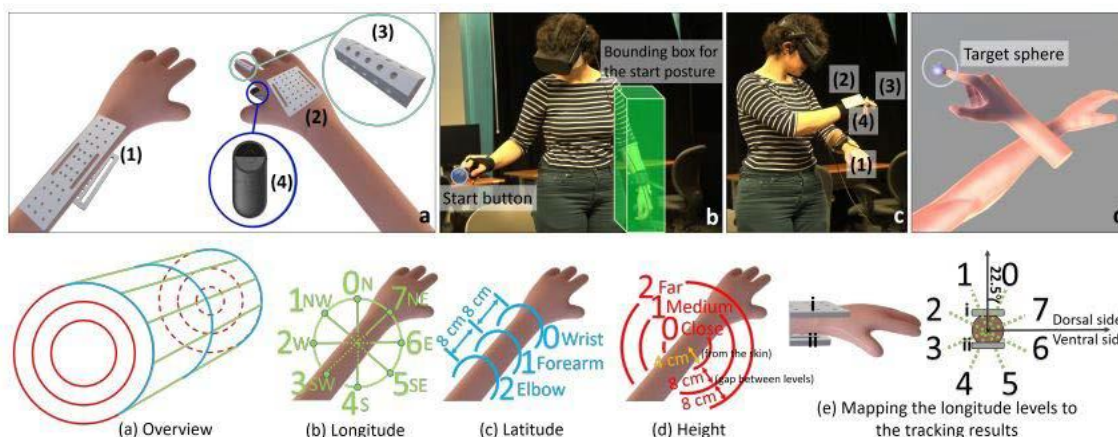 (1)
(2)
(3)
(4)
a
Bounding box for
the start posture
Start button
b
(2)
(3)
(4)
(1)
c
Target sphere
d
(a) Overview
0N
1NW
7NE
2W
6E
3SW
5SE
4S
(b) Longitude
8 cm
8 cm
0 Wrist
1 Forearm
2 Elbow
(c) Latitude
2 Far
1 Medium
0 Close
4 cm (from the skin)
8 cm (gap between levels)
8 cm
(d) Height
i
ii
22.5°
1 0
2 i 7
Dorsal side
Ventral side
3 ii 6
4 5
(e) Mapping the longitude levels to
the tracking results